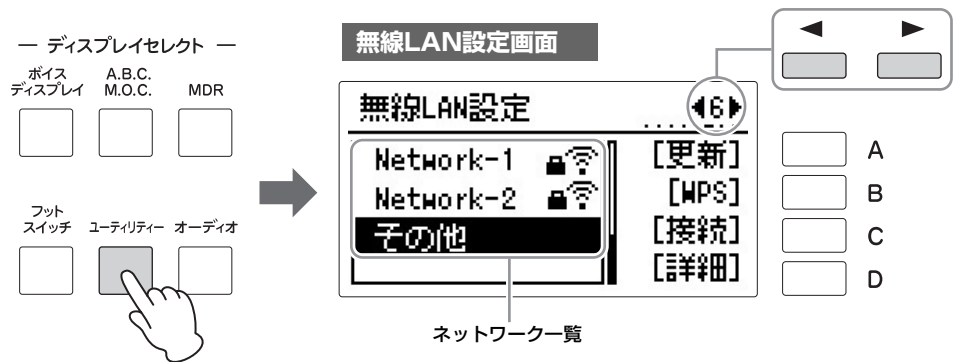 ディスプレイセレクト
ボイス
ディスプレイ
A.B.C.
M.O.C.
MDR
フット
スイッチ
ユーティリティー
オーディオ
無線LAN設定画面
無線LAN設定
6
Network-1
Network-2
その他
[更新]
[WPS]
[接続]
[詳細]
A
B
C
D
ネットワーク一覧